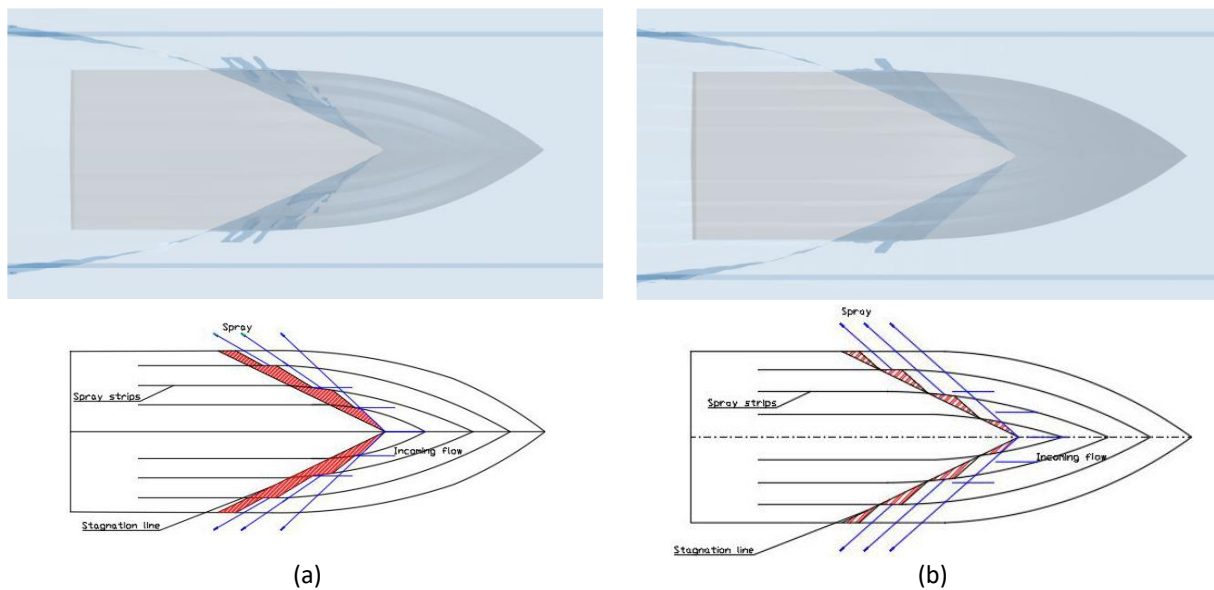 Spray
Spray strips
Incoming flow
Stagnation line
(a)
Spray
Spray strips
Incoming flow
Stagnation line
(b)